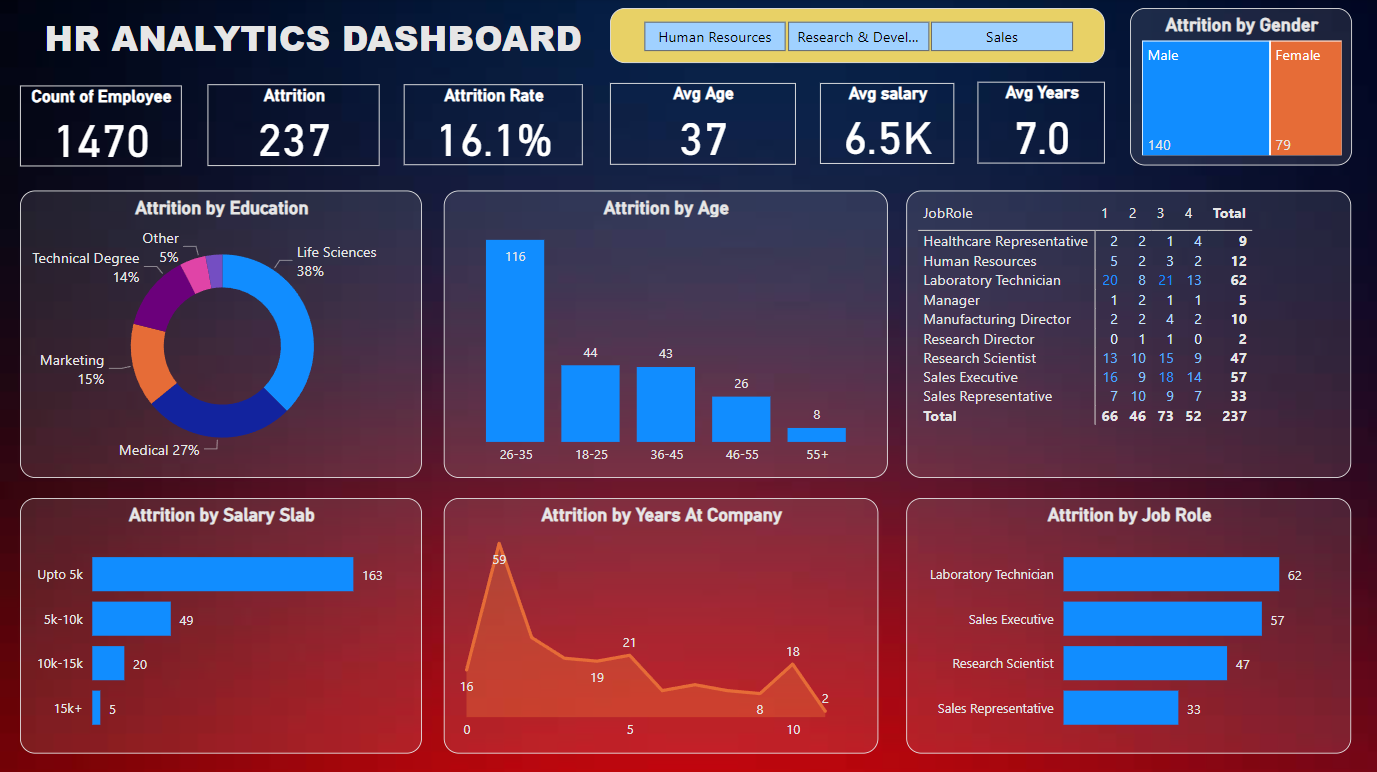 HR ANALYTICS DASHBOARD
Human Resources
Research & Devel...
Sales
Attrition by Gender
Male
Female
140
79
Count of Employee
1470
Attrition
237
Attrition Rate
16.1%
Avg Age
37
Avg salary
6.5K
Avg Years
7.0
Attrition by Education
Other
5%
Life Sciences
38%
Technical Degree
14%
Marketing
15%
Medical 27%
Attrition by Age
116
44
43
26
8
26-35 18-25 36-45 46-55 55+
JobRole 1 2 3 4 Total
Healthcare Representative 2 2 1 4 9
Human Resources 5 2 3 2 12
Laboratory Technician 20 8 21 13 62
Manager 1 2 1 1 5
Manufacturing Director 2 2 4 2 10
Research Director 0 1 1 0 2
Research Scientist 13 10 15 9 47
Sales Executive 16 9 18 14 57
Sales Representative 7 10 9 7 33
Total 66 46 73 52 237
Attrition by Salary Slab
Upto 5k 163
5k-10k 49
10k-15k 20
15k+ 5
Attrition by Years At Company
59
16
19
21
8
18
2
0 5 10
Attrition by Job Role
Laboratory Technician 62
Sales Executive 57
Research Scientist 47
Sales Representative 33